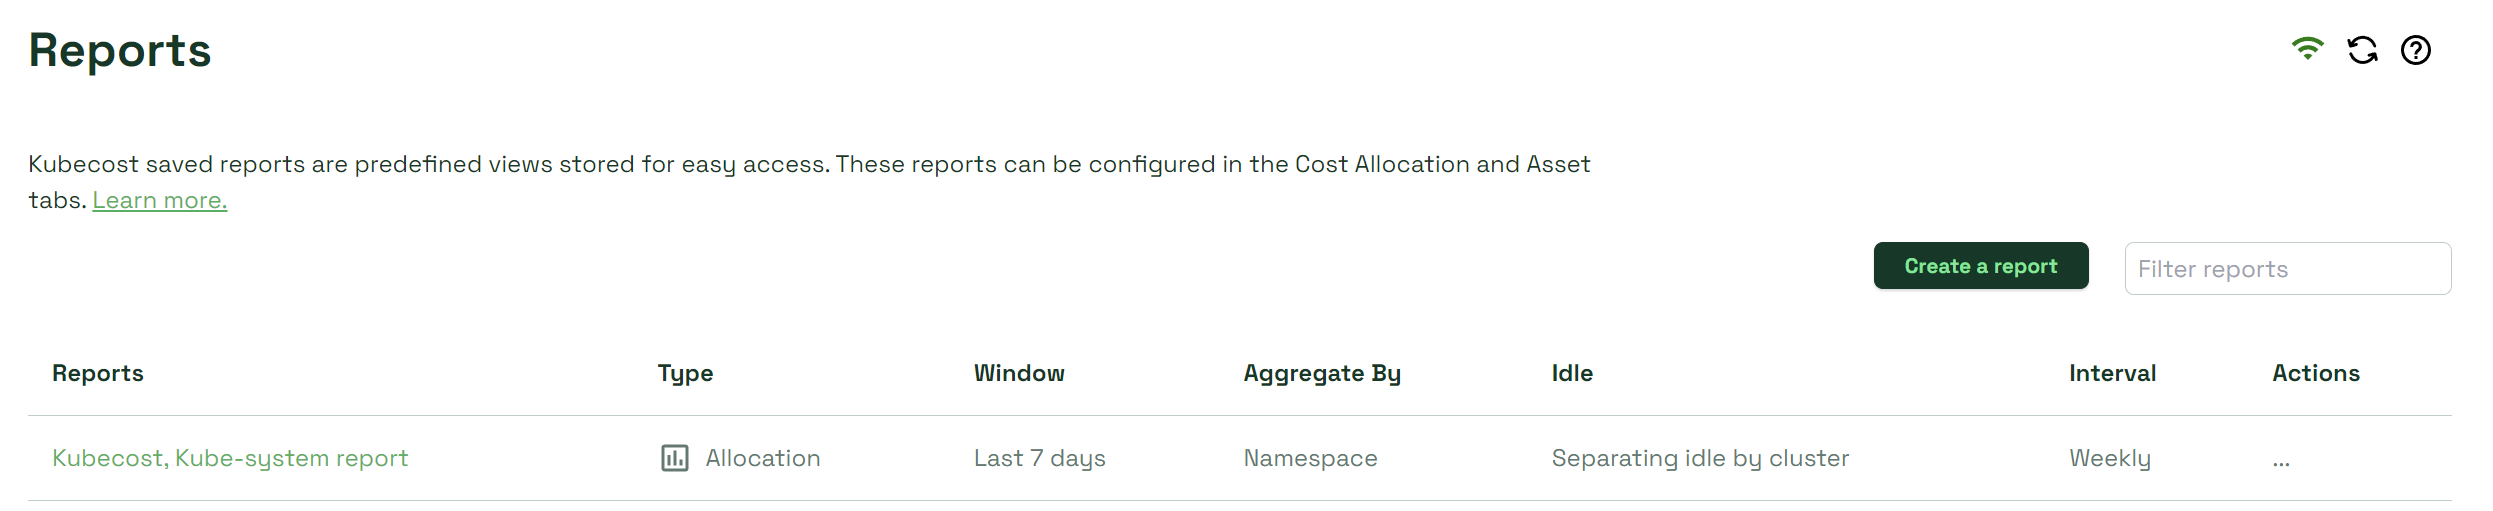 Reports
Kubecost saved reports are predefined views stored for easy access. These reports can be configured in the Cost Allocation and Asset
tabs. Learn more.
Create a report
Filter reports
Reports Type Window Aggregate By Idle Interval Actions
Kubecost, Kube-system report Allocation Last 7 days Namespace Separating idle by cluster Weekly ...